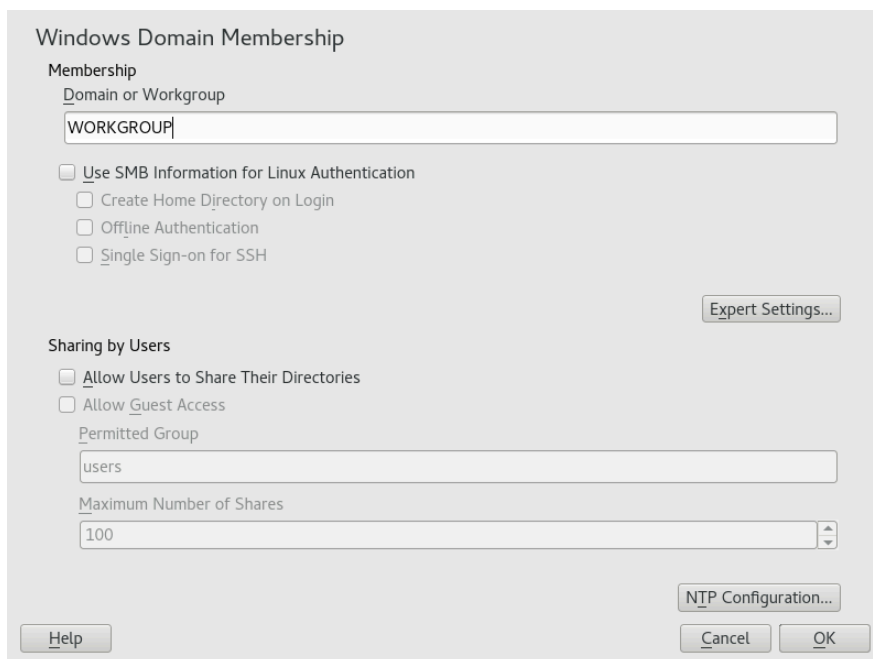 Windows Domain Membership
Membership
Domain or Workgroup
WORKGROUP
Use SMB Information for Linux Authentication
Create Home Directory on Login
Offline Authentication
Single Sign-on for SSH
Expert Settings...
Sharing by Users
Allow Users to Share Their Directories
Allow Guest Access
Permitted Group
users
Maximum Number of Shares
100
NTP Configuration...
Help
Cancel
OK